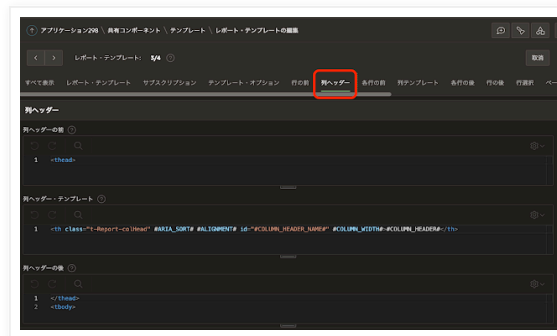 アプリケーション298 \ 共有コンポーネント \ テンプレート \ レポート・テンプレートの編集
レポート・テンプレート: 3/4
取消
すべて表示 レポート・テンプレート サブスクリプション テンプレート・オプション 行の前 列ヘッダー 各行の前 列テンプレート 各行の後 行の後 行選択 ペー
列ヘッダー
列ヘッダーの前
1 <thead>
列ヘッダー・テンプレート
1 <th class="t-Report-colHead" #ARIA_SORT# #ALIGNMENT# id="#COLUMN_HEADER_NAME#" #COLUMN_WIDTH#>#COLUMN_HEADER#</th>
列ヘッダーの後
1 </thead>
2 <tbody>